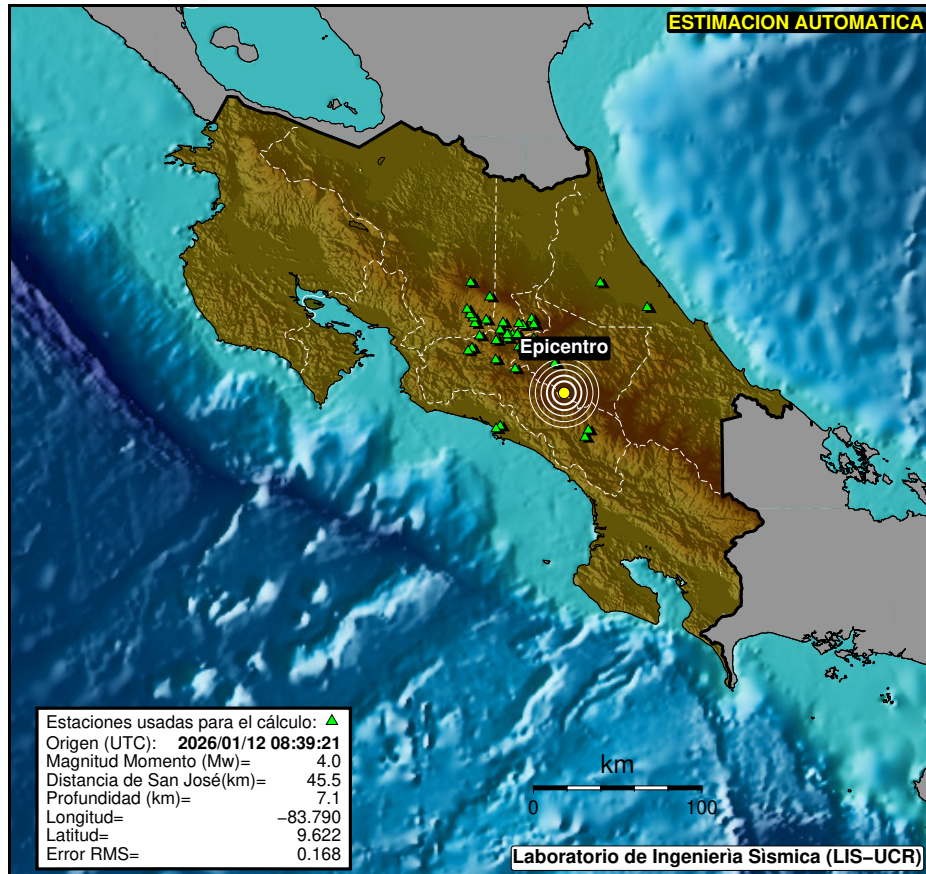 ESTIMACION AUTOMATICA
Epicentro
Estaciones usadas para el cálculo:
Origen (UTC): 2026/01/12 08:39:21
Magnitud Momento (Mw)= 4.0
Distancia de San José(km)= 45.5
Profundidad (km)= 7.1
Longitud= −83.790
Latitud= 9.622
Error RMS= 0.168
km
0 100
Laboratorio de Ingenierìa Sìsmica (LIS−UCR)